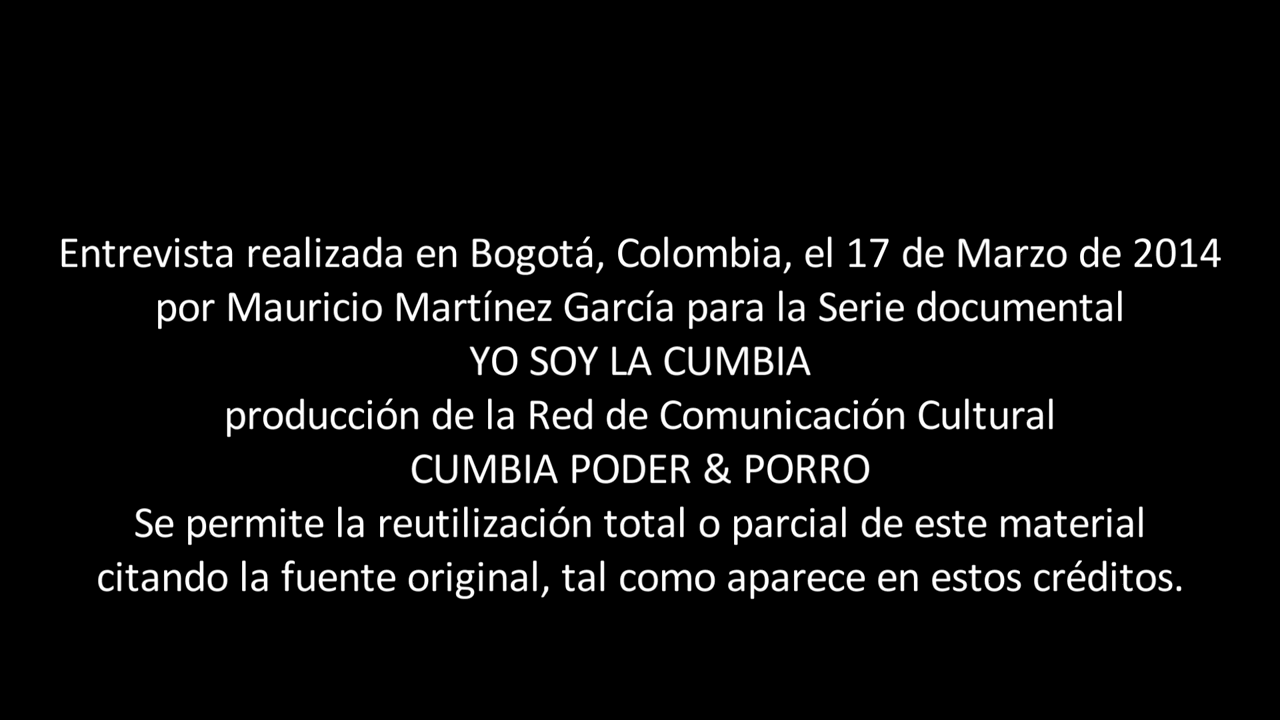 Entrevista realizada en Bogotá, Colombia, el 17 de Marzo de 2014
por Mauricio Martínez García para la Serie documental
YO SOY LA CUMBIA
producción de la Red de Comunicación Cultural
CUMBIA PODER & PORRO
Se permite la reutilización total o parcial de este material
citando la fuente original, tal como aparece en estos créditos.